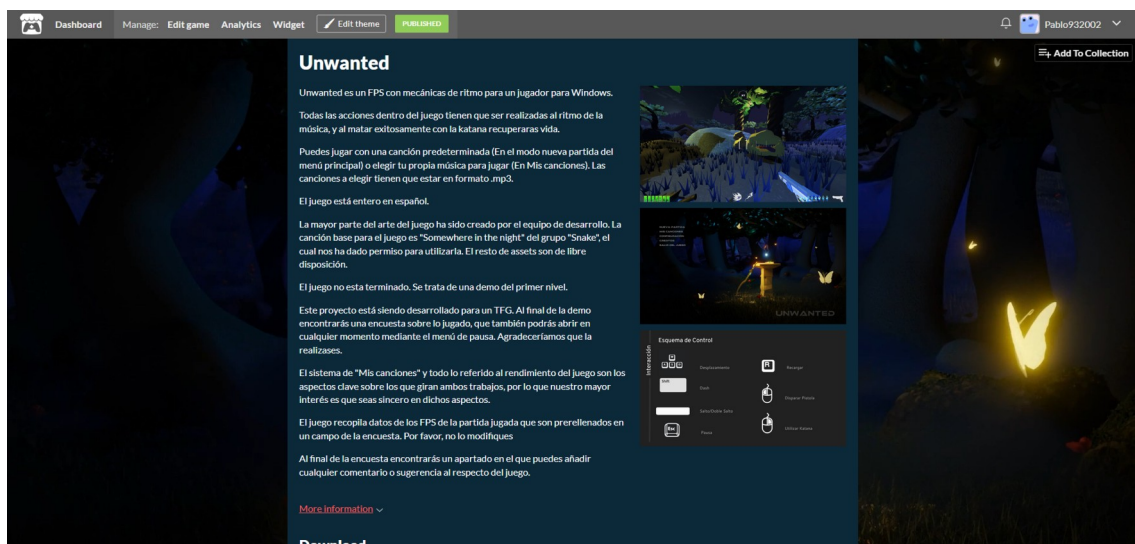 Dashboard Manage: Edit game Analytics Widget Edit theme PUBLISHED Pablo932002
Add To Collection
Unwanted
Unwanted es un FPS con mecánicas de ritmo para un jugador para Windows.
Todas las acciones dentro del juego tienen que ser realizadas al ritmo de la
música, y al matar exitosamente con la katana recuperaras vida.
Puedes jugar con una canción predeterminada (En el modo nueva partida del
menú principal) o elegir tu propia música para jugar (En Mis canciones). Las
canciones a elegir tienen que estar en formato .mp3.
El juego está entero en español.
La mayor parte del arte del juego ha sido creado por el equipo de desarrollo. La
canción base para el juego es "Somewhere in the night" del grupo "Snake", el
cual nos ha dado permiso para utilizarla. El resto de assets son de libre
disposición.
El juego no esta terminado. Se trata de una demo del primer nivel.
Este proyecto está siendo desarrollado para un TFG. Al final de la demo
encontrarás una encuesta sobre lo jugado, que también podrás abrir en
cualquier momento mediante el menú de pausa. Agradeceríamos que la
realizases.
El sistema de "Mis canciones" y todo lo referido al rendimiento del juego son los
aspectos clave sobre los que giran ambos trabajos, por lo que nuestro mayor
interés es que seas sincero en dichos aspectos.
El juego recopila datos de los FPS de la partida jugada que son prerellenados en
un campo de la encuesta. Por favor, no lo modifiques
Al final de la encuesta encontrarás un apartado en el que puedes añadir
cualquier comentario o sugerencia al respecto del juego.
More information
Download
UNWANTED
Esquema de Control
Interacción
Desplazamiento
R
Recargar
Shift
Dash
Disparar Pistola
Salto/Doble Salto
Esc
Pausa
Utilizar Katana